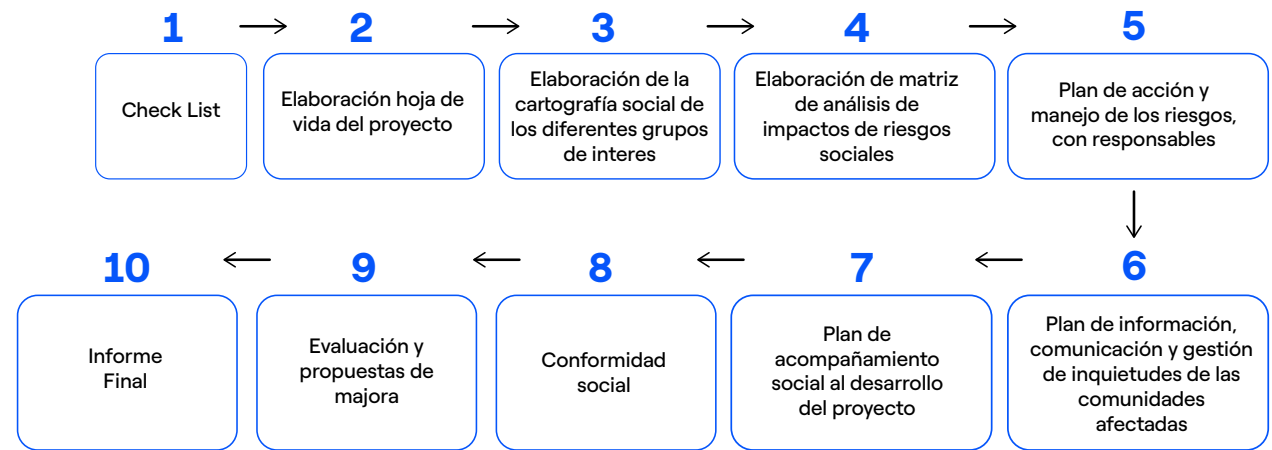 1
Check List
2
Elaboración hoja de
vida del proyecto
3
Elaboración de la
cartografía social de
los diferentes grupos
de interes
4
Elaboración de matriz
de análisis de
impactos de riesgos
sociales
5
Plan de acción y
manejo de los riesgos,
con responsables
6
Plan de información,
comunicación y gestión
de inquietudes de las
comunidades
afectadas
7
Plan de
acompañamiento
social al desarrollo
del proyecto
8
Conformidad
social
9
Evaluación y
propuestas de
majora
10
Informe
Final